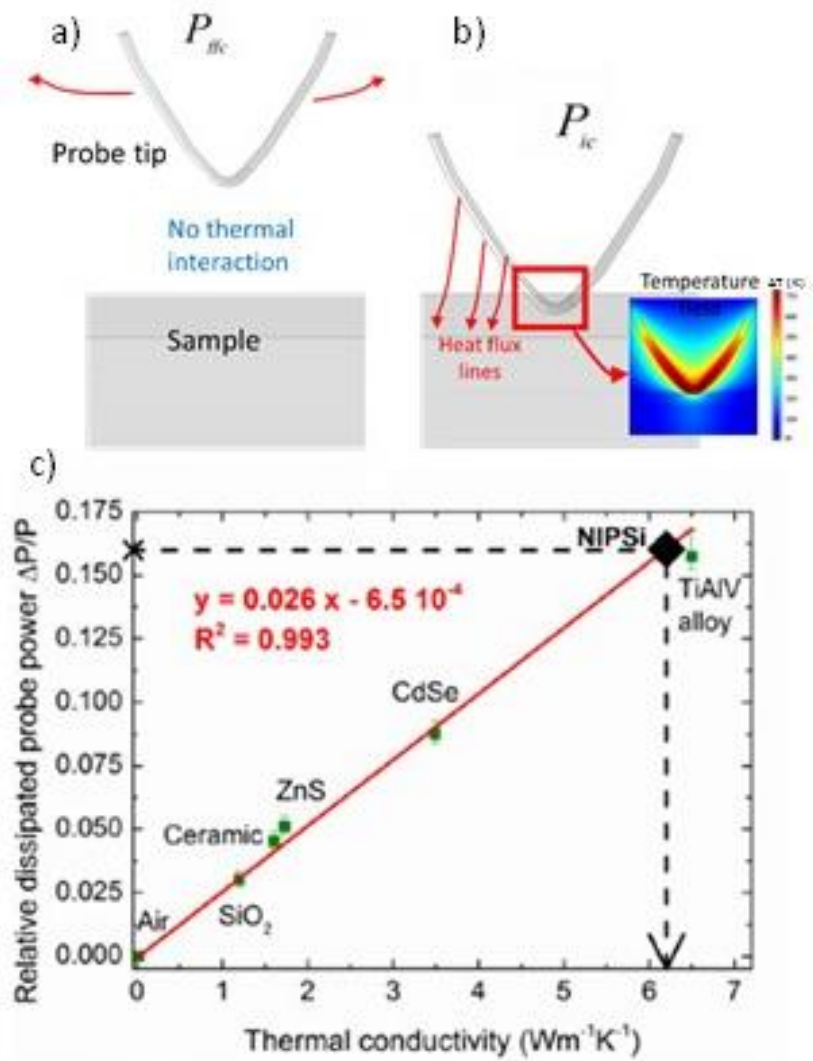 a)
P_ffc
Probe tip
No thermal
interaction
Sample
b)
P_ic
Temperature
Heat flux
lines
c)
Relative dissipated probe power ΔP/P
0.175
0.150
0.125
0.100
0.075
0.050
0.025
0.000
y = 0.026 x - 6.5 10⁻⁴
R² = 0.993
NIPSi
TiAlV
alloy
CdSe
ZnS
Ceramic
SiO₂
Air
0 1 2 3 4 5 6 7
Thermal conductivity (Wm⁻¹K⁻¹)